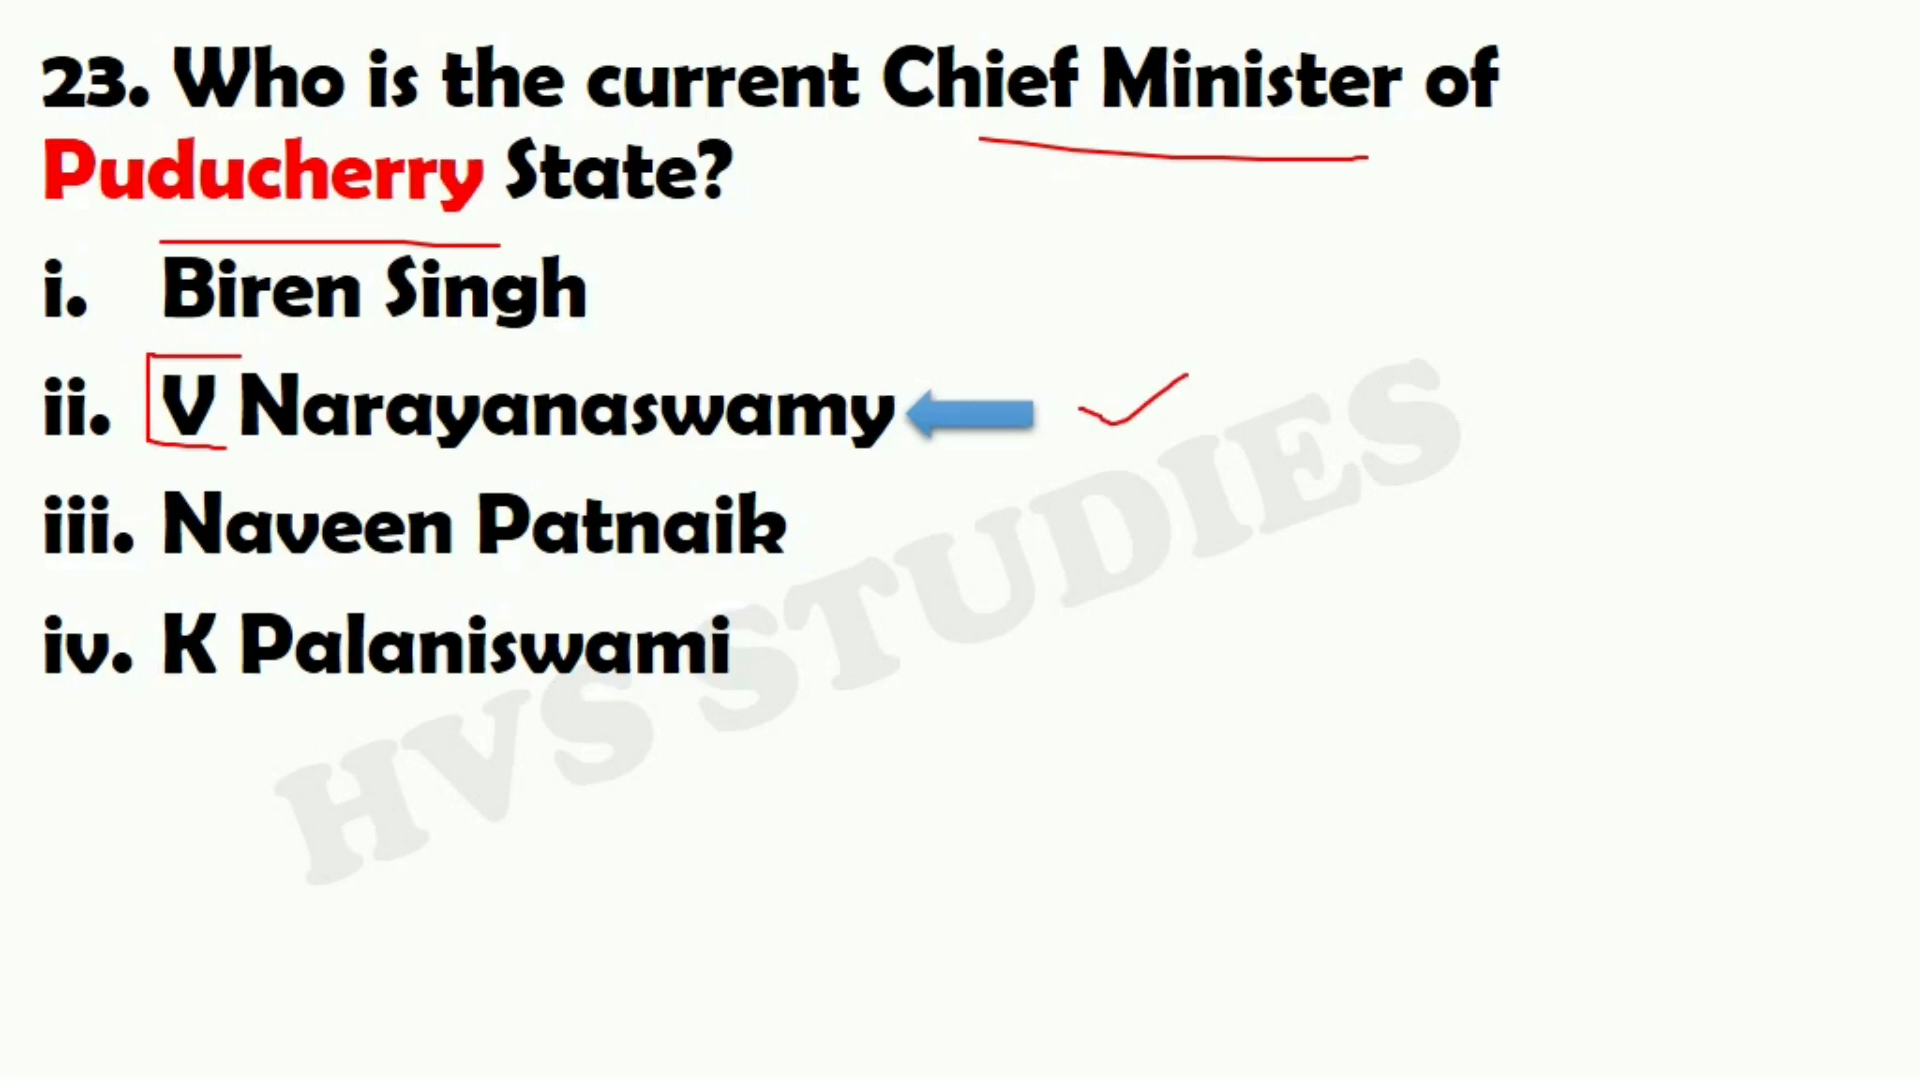 23. Who is the current Chief Minister of
Puducherry State?
i. Biren Singh
ii. V Narayanaswamy
iii. Naveen Patnaik
iv. K Palaniswami
HVS STUDIES